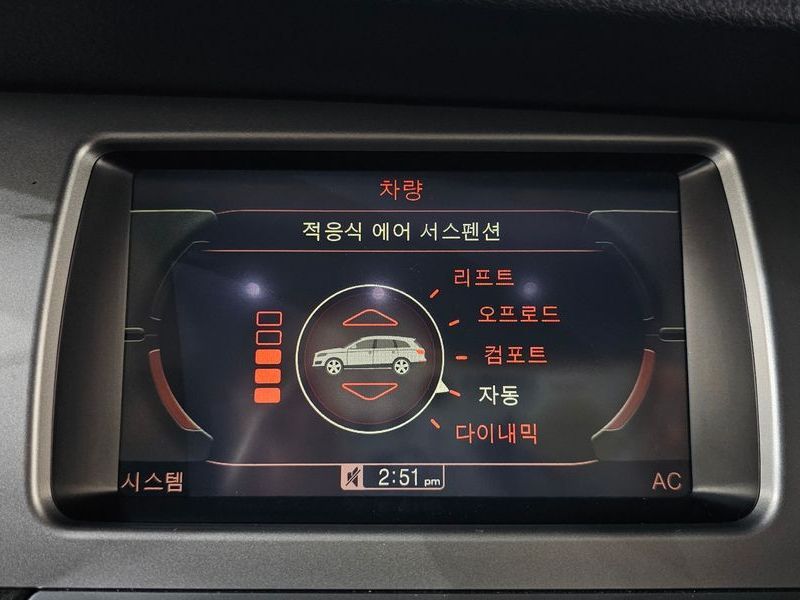 차량
적응식 에어 서스펜션
리프트
오프로드
컴포트
자동
다이내믹
시스템
2:51 pm
AC